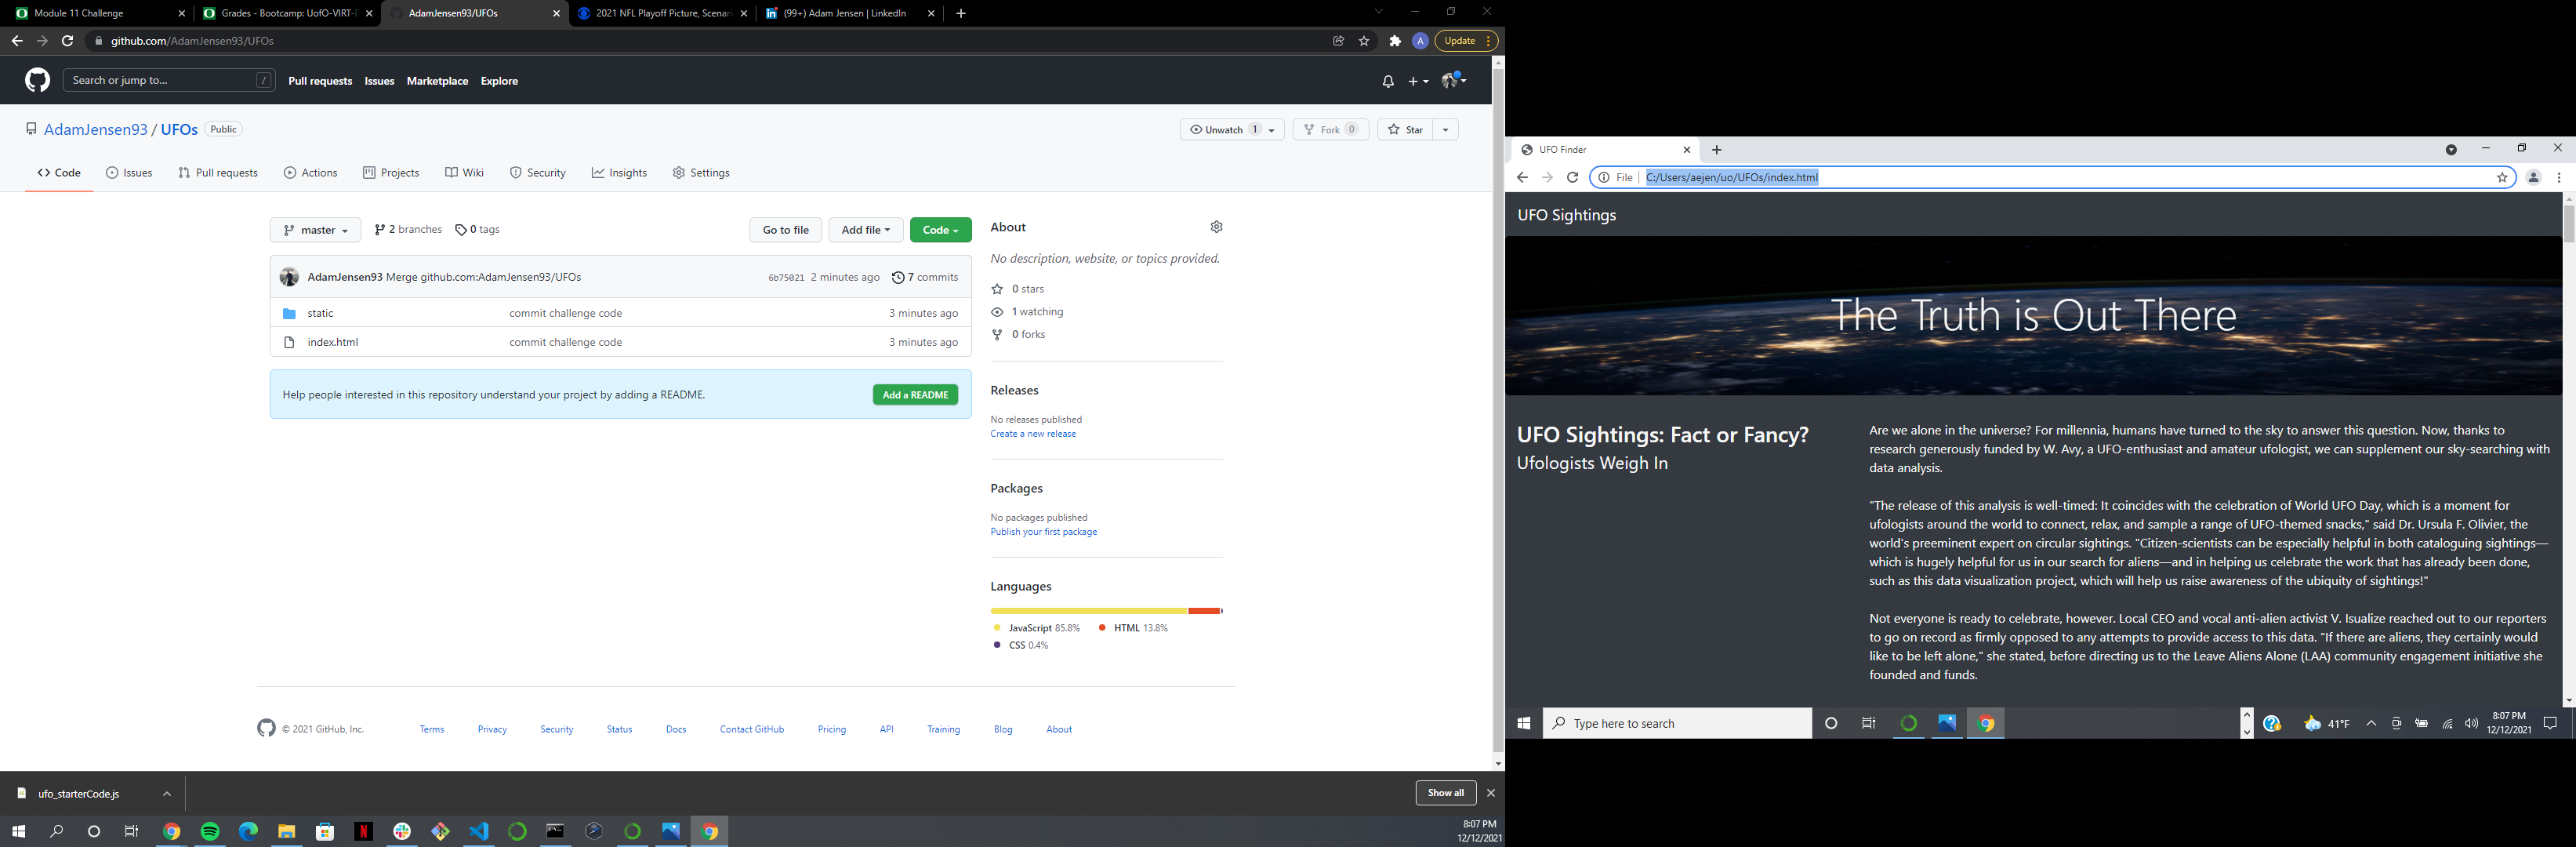 Module 11 Challenge
Grades - Bootcamp: UofO-VIRT-
AdamJensen93/UFOs
2021 NFL Playoff Picture, Scenar
(99+) Adam Jensen | LinkedIn
github.com/AdamJensen93/UFOs
A
Update
Search or jump to...
/
Pull requests Issues Marketplace Explore
AdamJensen93 / UFOs Public
Unwatch 1
Fork 0
Star
Code Issues Pull requests Actions Projects Wiki Security Insights Settings
master 2 branches 0 tags
Go to file Add file Code
AdamJensen93 Merge github.com:AdamJensen93/UFOs 6b75021 2 minutes ago 7 commits
static commit challenge code 3 minutes ago
index.html commit challenge code 3 minutes ago
Help people interested in this repository understand your project by adding a README.
Add a README
About
No description, website, or topics provided.
0 stars
1 watching
0 forks
Releases
No releases published
Create a new release
Packages
No packages published
Publish your first package
Languages
JavaScript 85.8% HTML 13.8%
CSS 0.4%
© 2021 GitHub, Inc. Terms Privacy Security Status Docs Contact GitHub Pricing API Training Blog About
ufo_starterCode.js
Show all
8:07 PM
12/12/2021
UFO Finder
File C:/Users/aejen/uo/UFOs/index.html
UFO Sightings
The Truth is Out There
UFO Sightings: Fact or Fancy?
Ufologists Weigh In
Are we alone in the universe? For millennia, humans have turned to the sky to answer this question. Now, thanks to
research generously funded by W. Avy, a UFO-enthusiast and amateur ufologist, we can supplement our sky-searching with
data analysis.
"The release of this analysis is well-timed: It coincides with the celebration of World UFO Day, which is a moment for
ufologists around the world to connect, relax, and sample a range of UFO-themed snacks," said Dr. Ursula F. Olivier, the
world's preeminent expert on circular sightings. "Citizen-scientists can be especially helpful in both cataloguing sightings—
which is hugely helpful for us in our search for aliens—and in helping us celebrate the work that has already been done,
such as this data visualization project, which will help us raise awareness of the ubiquity of sightings!"
Not everyone is ready to celebrate, however. Local CEO and vocal anti-alien activist V. Isualize reached out to our reporters
to go on record as firmly opposed to any attempts to provide access to this data. "If there are aliens, they certainly would
like to be left alone," she stated, before directing us to the Leave Aliens Alone (LAA) community engagement initiative she
founded and funds.
Type here to search
41°F
8:07 PM
12/12/2021